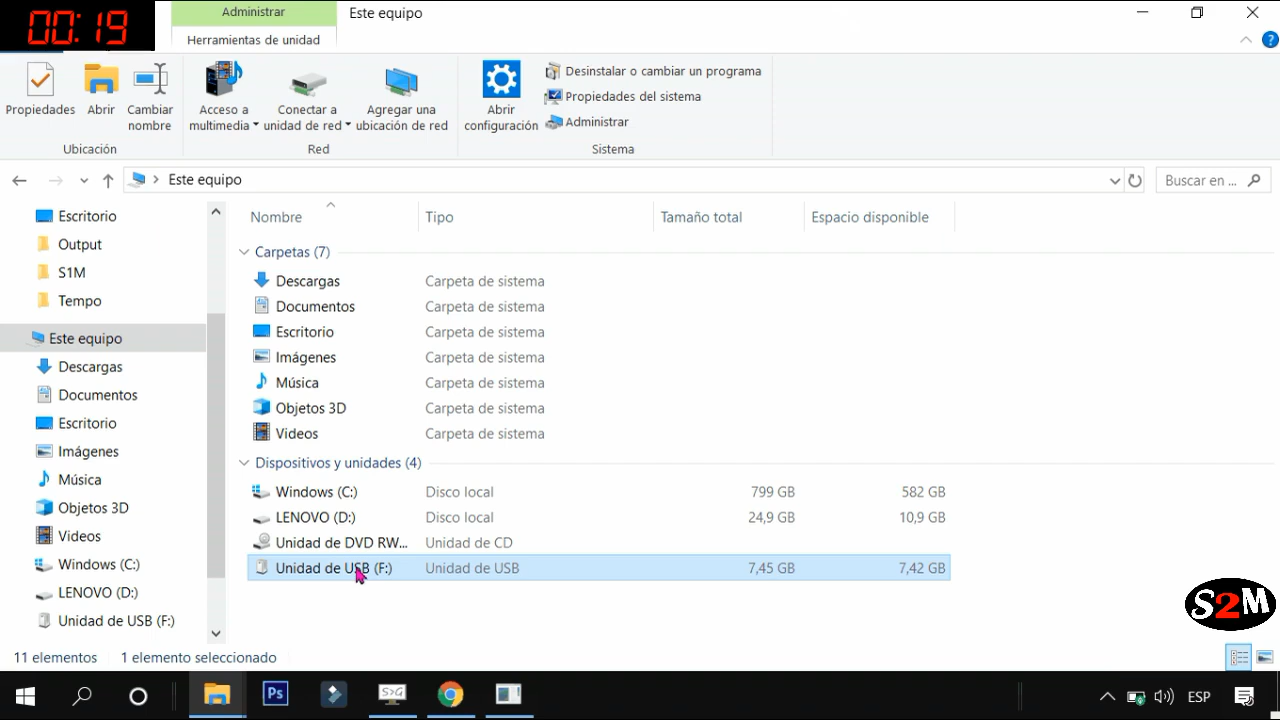 00:19
Administrar
Este equipo
Herramientas de unidad
Propiedades
Abrir
Cambiar
nombre
Acceso a
multimedia
Conectar a
unidad de red
Agregar una
ubicación de red
Abrir
configuración
Desinstalar o cambiar un programa
Propiedades del sistema
Administrar
Ubicación
Red
Sistema
Este equipo
Buscar en ...
Escritorio
Output
S1M
Tempo
Este equipo
Descargas
Documentos
Escritorio
Imágenes
Música
Objetos 3D
Videos
Windows (C:)
LENOVO (D:)
Unidad de USB (F:)
Nombre Tipo Tamaño total Espacio disponible
Carpetas (7)
Descargas Carpeta de sistema
Documentos Carpeta de sistema
Escritorio Carpeta de sistema
Imágenes Carpeta de sistema
Música Carpeta de sistema
Objetos 3D Carpeta de sistema
Videos Carpeta de sistema
Dispositivos y unidades (4)
Windows (C:) Disco local 799 GB 582 GB
LENOVO (D:) Disco local 24,9 GB 10,9 GB
Unidad de DVD RW... Unidad de CD
Unidad de USB (F:) Unidad de USB 7,45 GB 7,42 GB
S2M
11 elementos 1 elemento seleccionado
Ps
S>G
ESP